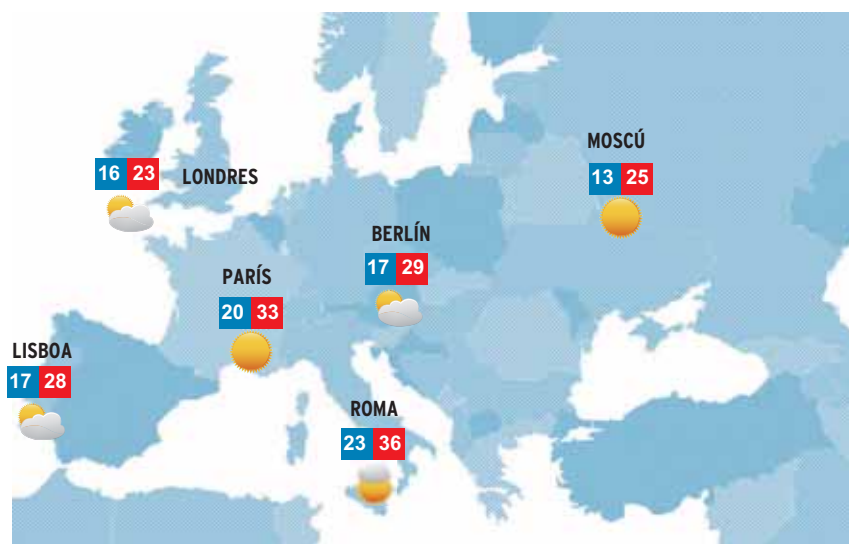 MOSCÚ
13 25
16 23
LONDRES
BERLÍN
17 29
PARÍS
20 33
LISBOA
17 28
ROMA
23 36